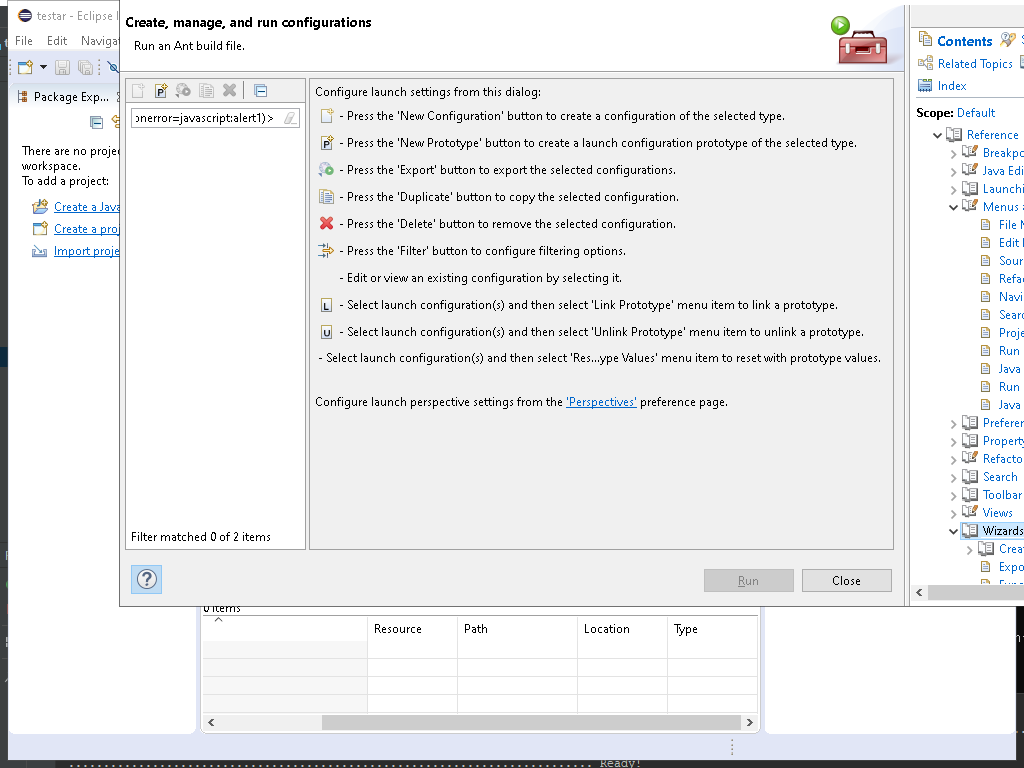 testar - Eclipse
File Edit
Package Exp...
There are no
workspace.
To add a project:
Create a Java
Create a
Import
Create, manage, and run configurations
Run an Ant build file.
onerror=javascript:alert1)>
Filter matched 0 of 2 items
Configure launch settings from this dialog:
- Press the 'New Configuration' button to create a configuration of the selected type.
P - Press the 'New Prototype' button to create a launch configuration prototype of the selected type.
- Press the 'Export' button to export the selected configurations.
- Press the 'Duplicate' button to copy the selected configuration.
- Press the 'Delete' button to remove the selected configuration.
- Press the 'Filter' button to configure filtering options.
- Edit or view an existing configuration by selecting it.
L - Select launch configuration(s) and then select 'Link Prototype' menu item to link a prototype.
U - Select launch configuration(s) and then select 'Unlink Prototype' menu item to unlink a prototype.
- Select launch configuration(s) and then select 'Res...ype Values' menu item to reset with prototype values.
Configure launch perspective settings from the 'Perspectives' preference page.
?
Run Close
Contents
Related Topics
Index
Scope: Default
Reference
Breakpo
Java Edi
Launchi
Menus
File
Edit
Sour
Refa
Navi
Searc
Proje
Run
Java
Run
Java
Preferen
Property
Refacto
Search
Toolbar
Views
Wizards
Crea
Expo
0 items
Resource Path Location Type
Ready!